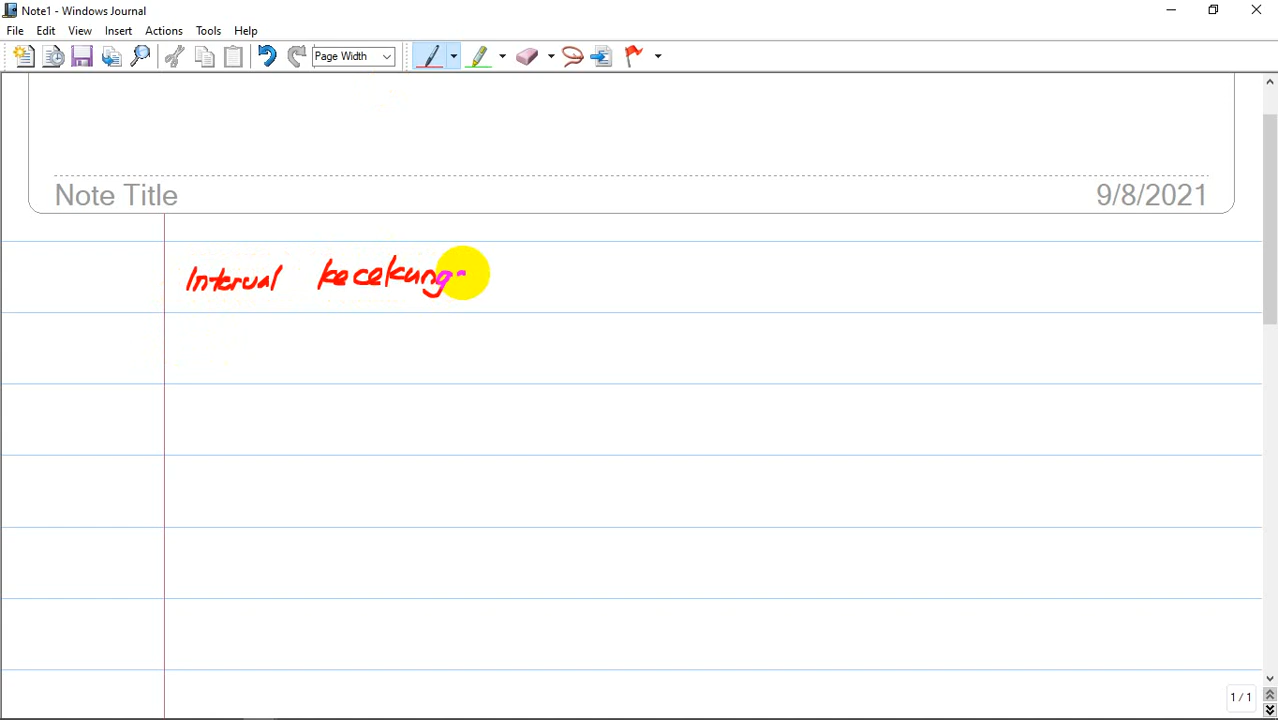 Note1 - Windows Journal
File Edit View Insert Actions Tools Help
Page Width
Note Title 9/8/2021
Interval kecekungan
1 / 1